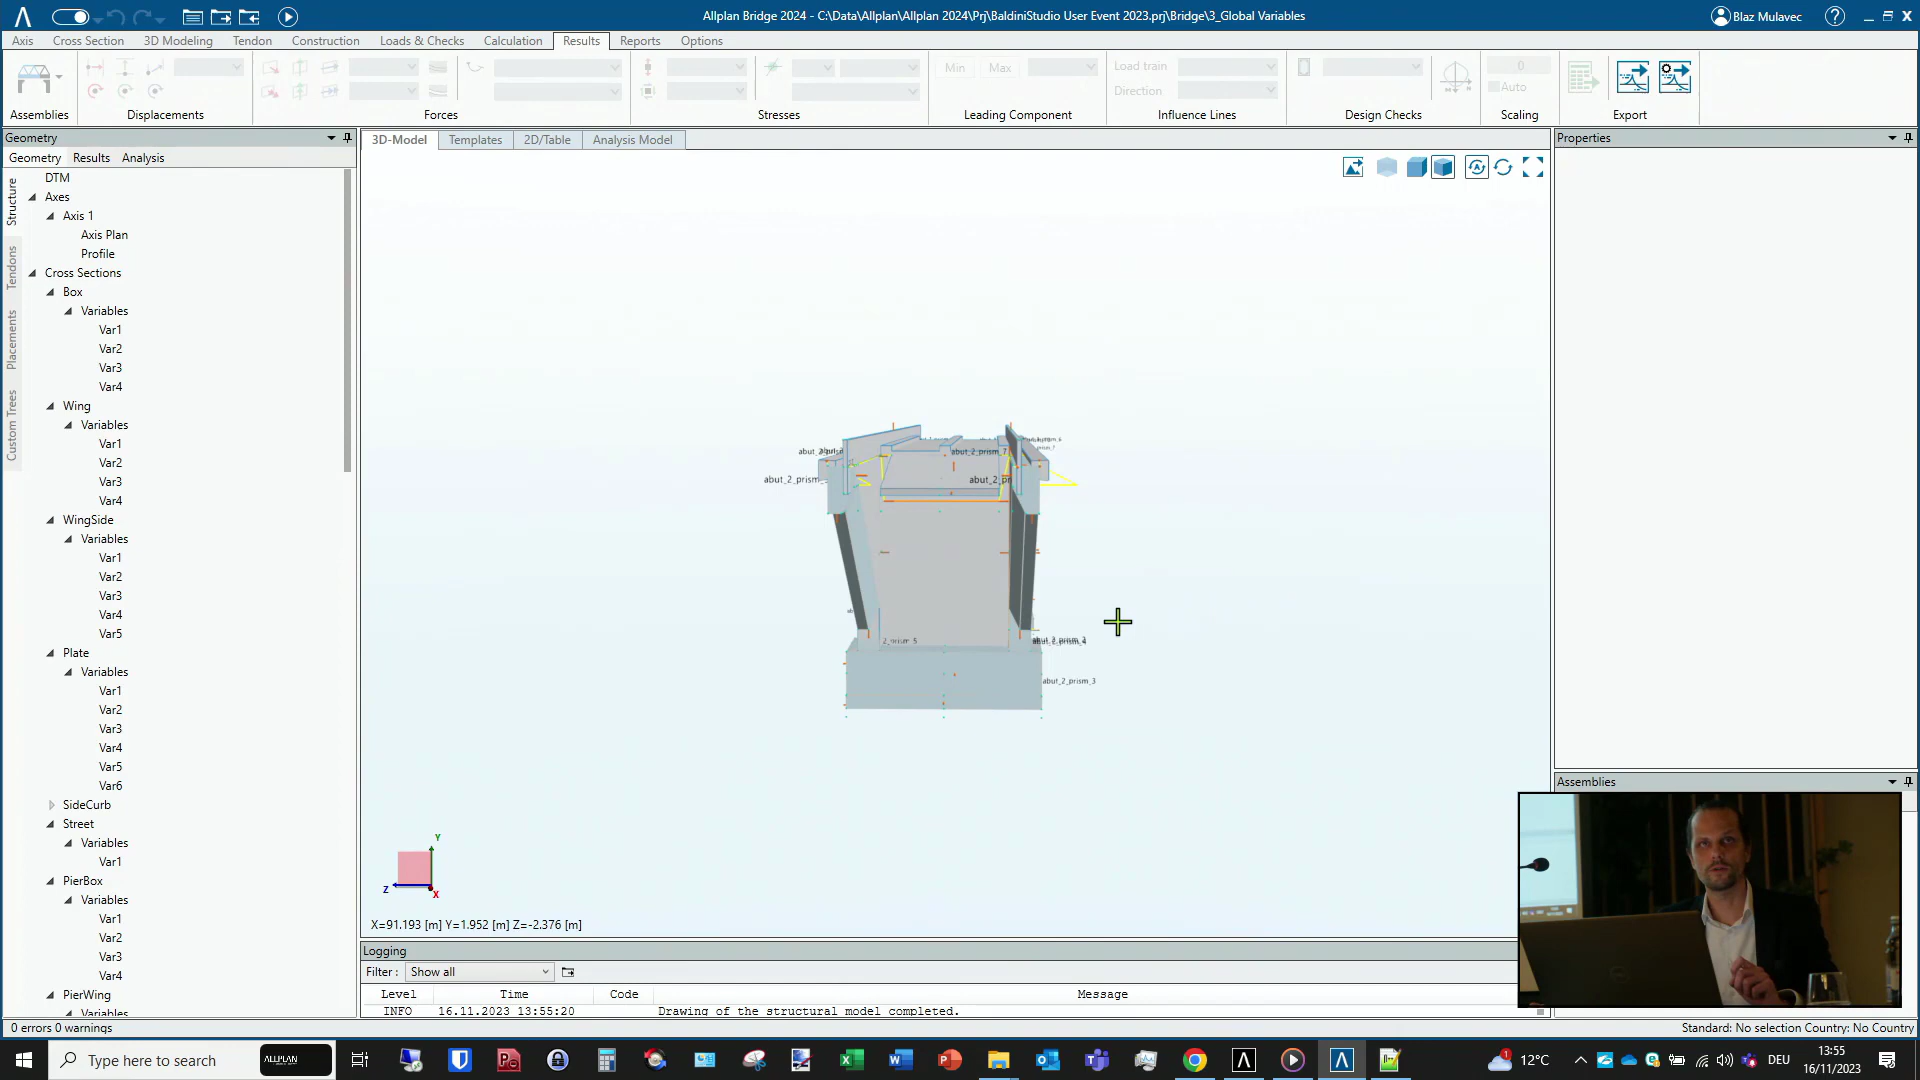 Allplan Bridge 2024 - C:\Data\Allplan\Allplan 2024\Prj\BaldiniStudio User Event 2023.prj\Bridge\3_Global Variables
Blaz Mulavec
Axis Cross Section 3D Modeling Tendon Construction Loads & Checks Calculation Results Reports Options
Min Max Load train 0
Direction Auto
Assemblies Displacements Forces Stresses Leading Component Influence Lines Design Checks Scaling Export
Geometry
3D-Model Templates 2D/Table Analysis Model
Properties
Geometry Results Analysis
Structure
Tendons
Placements
Custom Trees
DTM
Axes
Axis 1
Axis Plan
Profile
Cross Sections
Box
Variables
Var1
Var2
Var3
Var4
Wing
Variables
Var1
Var2
Var3
Var4
WingSide
Variables
Var1
Var2
Var3
Var4
Var5
Plate
Variables
Var1
Var2
Var3
Var4
Var5
Var6
SideCurb
Street
Variables
Var1
PierBox
Variables
Var1
Var2
Var3
Var4
PierWing
Variables
abut_2_prism_7
abut_2_prism_
abut_2_pr
2_prism_5
abut_2_prism_3
Y
Z
X
X=91.193 [m] Y=1.952 [m] Z=-2.376 [m]
Assemblies
Logging
Filter : Show all
Level Time Code Message
INFO 16.11.2023 13:55:20 Drawing of the structural model completed.
0 errors 0 warnings
Standard: No selection Country: No Country
Type here to search
ALLPLAN
12°C
DEU
13:55
16/11/2023